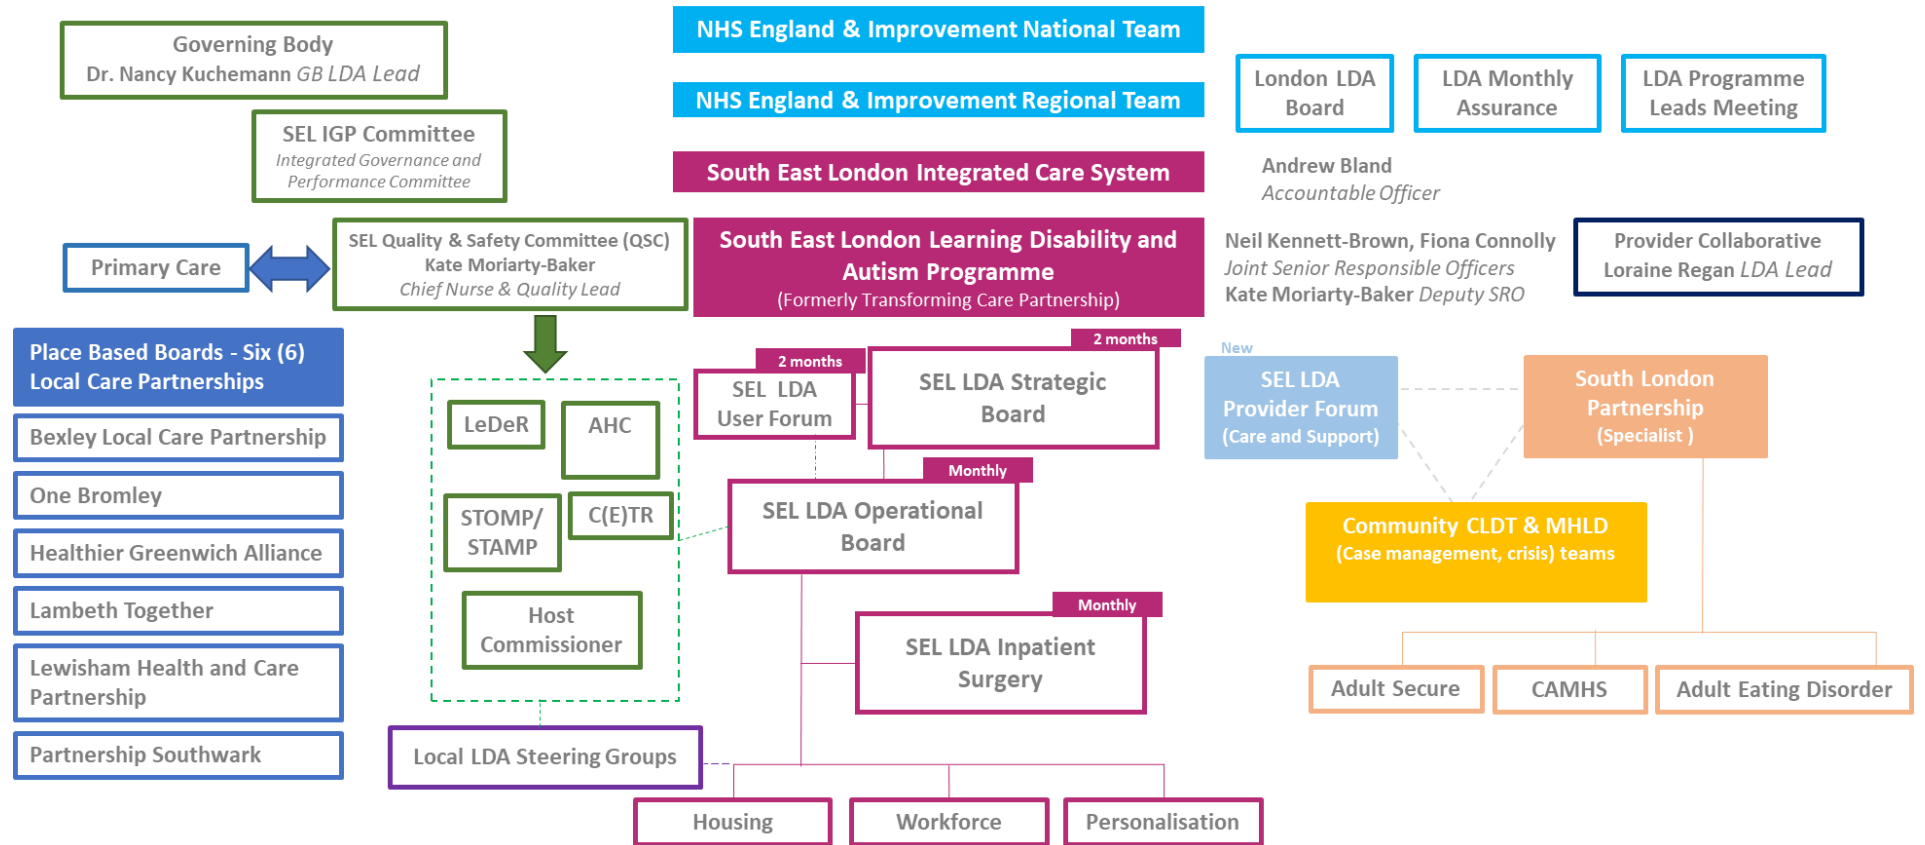 Governing Body
Dr. Nancy Kuchemann GB LDA Lead
SEL IGP Committee
Integrated Governance and
Performance Committee
NHS England & Improvement National Team
NHS England & Improvement Regional Team
London LDA
Board
LDA Monthly
Assurance
LDA Programme
Leads Meeting
South East London Integrated Care System
Andrew Bland
Accountable Officer
Primary Care
SEL Quality & Safety Committee (QSC)
Kate Moriarty-Baker
Chief Nurse & Quality Lead
South East London Learning Disability and
Autism Programme
(Formerly Transforming Care Partnership)
Neil Kennett-Brown, Fiona Connolly
Joint Senior Responsible Officers
Kate Moriarty-Baker Deputy SRO
Provider Collaborative
Loraine Regan LDA Lead
Place Based Boards - Six (6)
Local Care Partnerships
Bexley Local Care Partnership
One Bromley
Healthier Greenwich Alliance
Lambeth Together
Lewisham Health and Care
Partnership
Partnership Southwark
LeDeR
AHC
STOMP/
STAMP
C(E)TR
Host
Commissioner
Local LDA Steering Groups
2 months
SEL LDA
User Forum
2 months
SEL LDA Strategic
Board
Monthly
SEL LDA Operational
Board
Monthly
SEL LDA Inpatient
Surgery
Housing
Workforce
Personalisation
New
SEL LDA
Provider Forum
(Care and Support)
South London
Partnership
(Specialist )
Community CLDT & MHLD
(Case management, crisis) teams
Adult Secure
CAMHS
Adult Eating Disorder